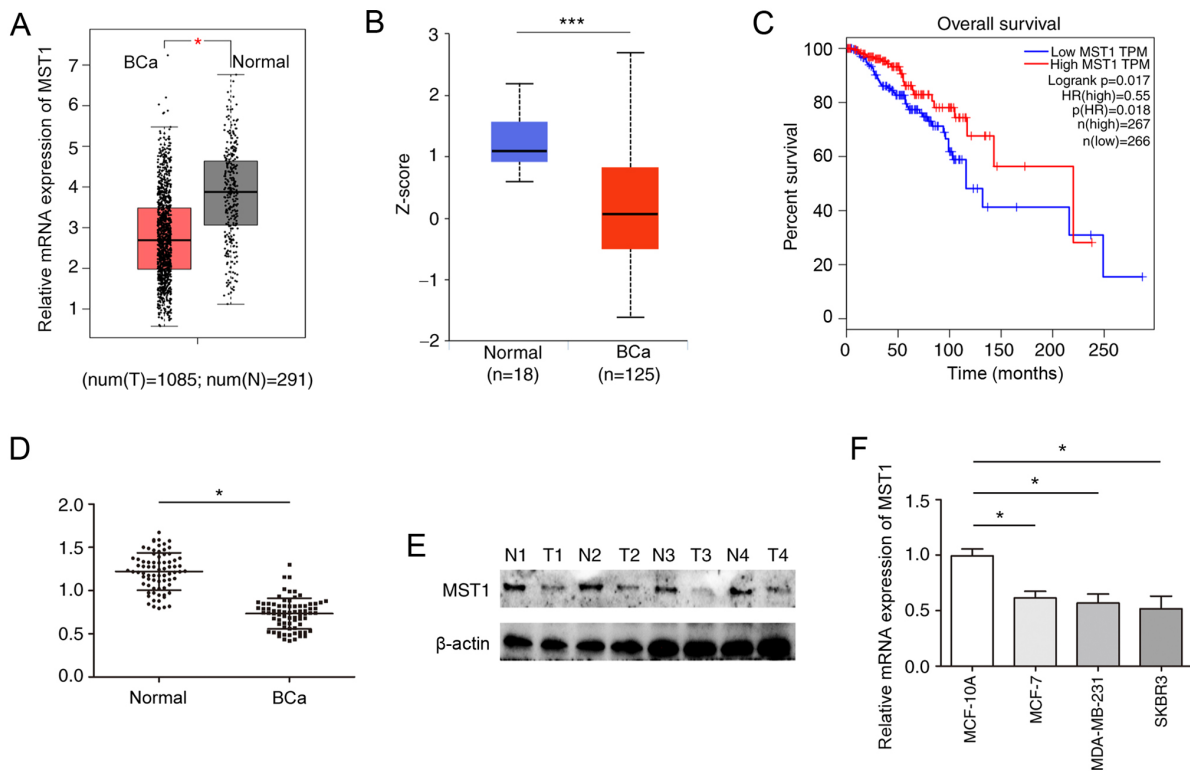 A
Relative mRNA expression of MST1
7
6
5
4
3
2
1
BCa
*
Normal
(num(T)=1085; num(N)=291)
B
Z-score
3
2
1
0
−1
−2
***
Normal
(n=18)
BCa
(n=125)
C
Overall survival
Percent survival
100
80
60
40
20
0
Low MST1 TPM
High MST1 TPM
Logrank p=0.017
HR(high)=0.55
p(HR)=0.018
n(high)=267
n(low)=266
0 50 100 150 200 250
Time (months)
D
2.0
1.5
1.0
0.5
0.0
*
Normal BCa
E
N1 T1 N2 T2 N3 T3 N4 T4
MST1
β-actin
F
Relative mRNA expression of MST1
1.5
1.0
0.5
0.0
*
*
*
MCF-10A
MCF-7
MDA-MB-231
SKBR3